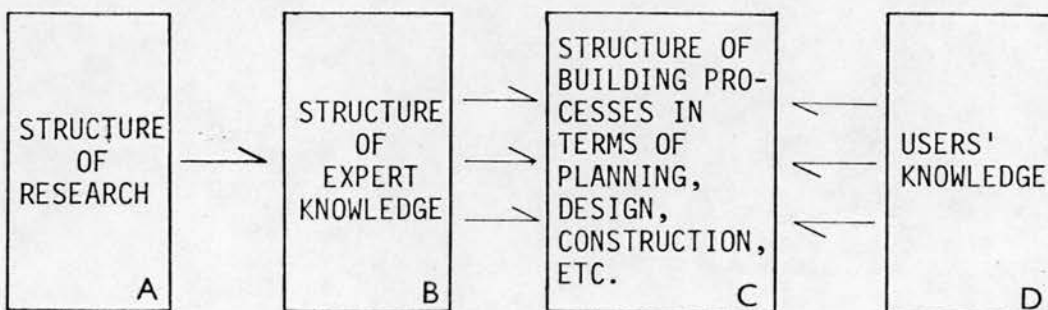 STRUCTURE
OF
RESEARCH
A
STRUCTURE
OF
EXPERT
KNOWLEDGE
B
STRUCTURE OF
BUILDING PRO-
CESSES IN
TERMS OF
PLANNING,
DESIGN,
CONSTRUCTION,
ETC.
C
USERS'
KNOWLEDGE
D